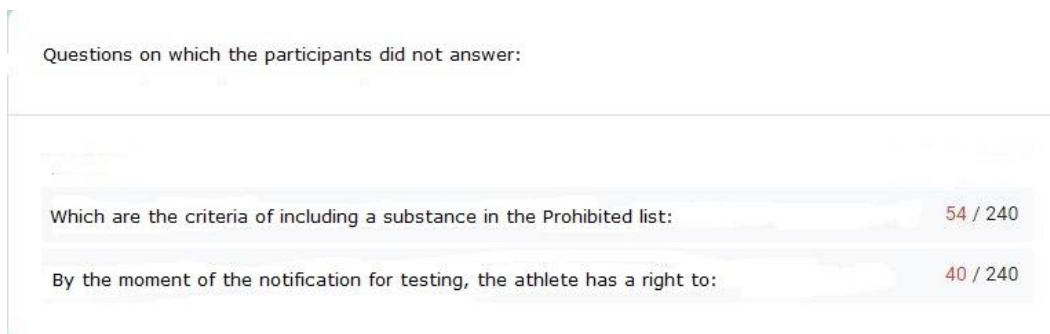 Questions on which the participants did not answer:
Which are the criteria of including a substance in the Prohibited list: 54 / 240
By the moment of the notification for testing, the athlete has a right to: 40 / 240